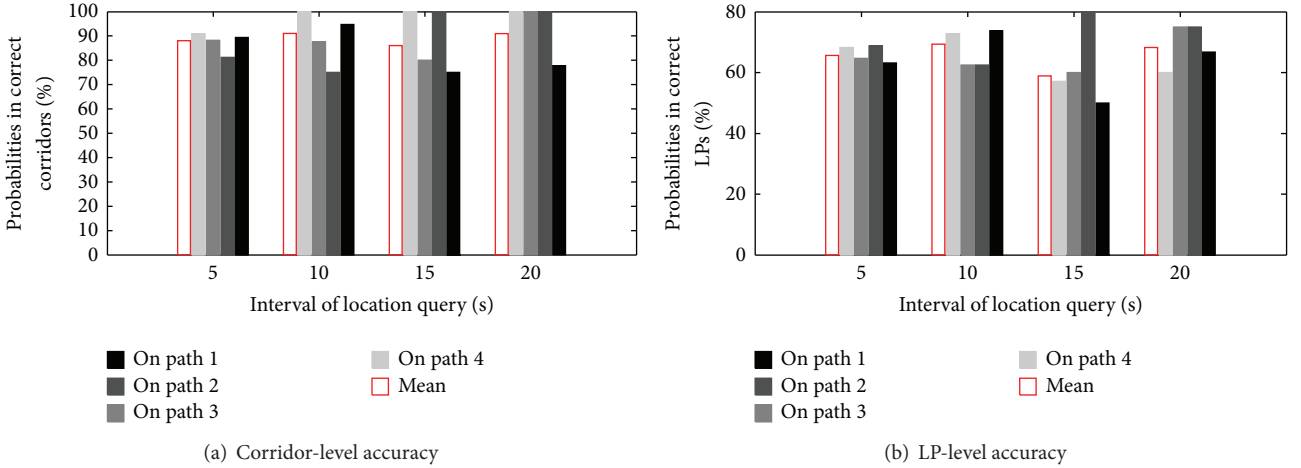 100
90
80
70
60
50
40
30
20
10
0
Probabilities in correct
corridors (%)
5
10
15
20
Interval of location query (s)
On path 1
On path 2
On path 3
On path 4
Mean
(a) Corridor-level accuracy
80
60
40
20
0
Probabilities in correct
LPs (%)
5
10
15
20
Interval of location query (s)
On path 1
On path 2
On path 3
On path 4
Mean
(b) LP-level accuracy